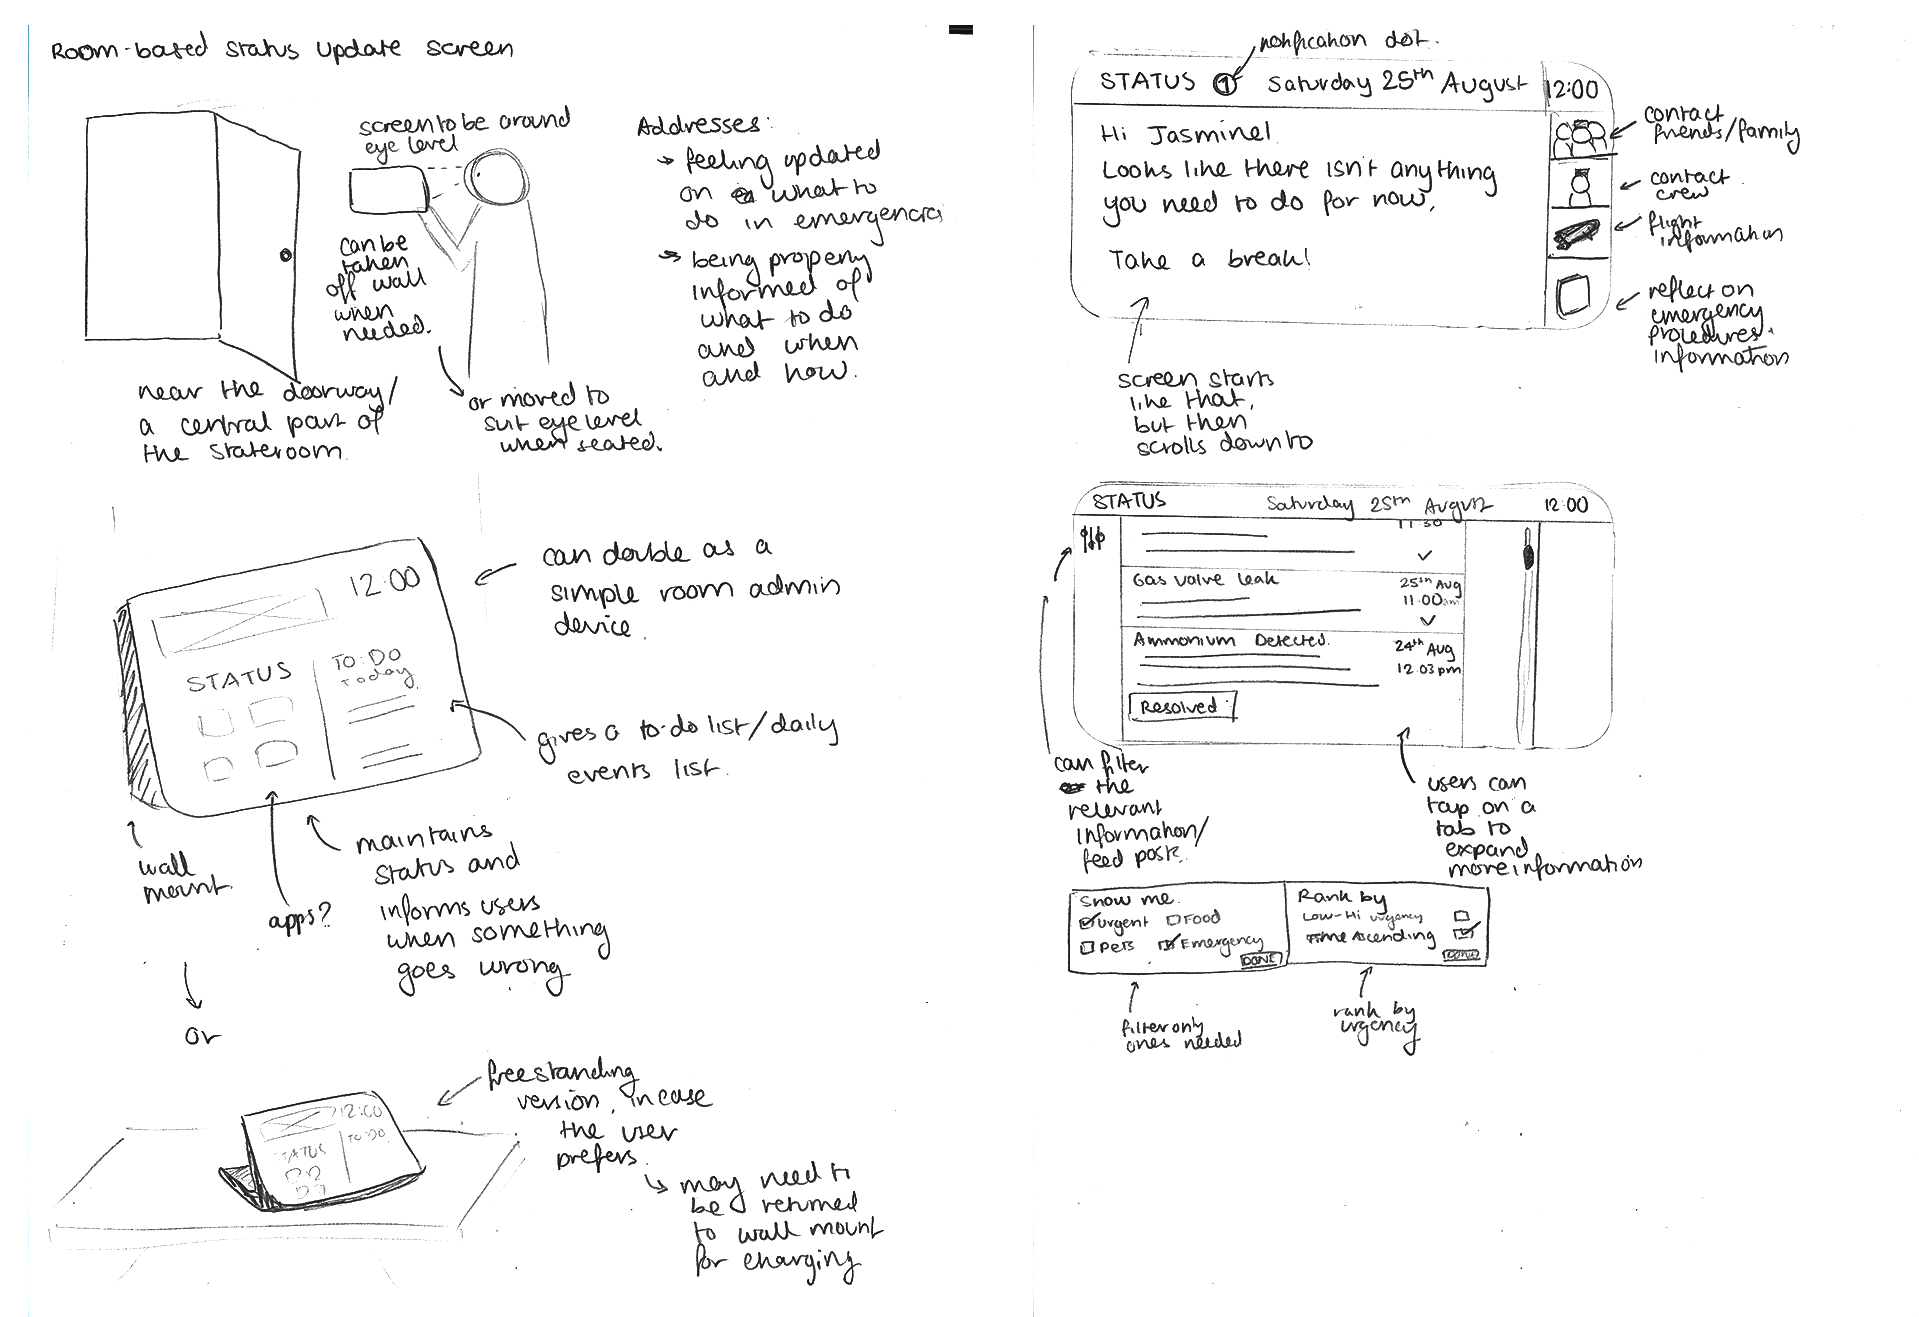 Room-based status update screen
screen to be around
eye level
can be
taken
off wall
when
needed.
near the doorway/
a central part of
the stateroom.
or moved to
suit eye level
when seated.
Addresses:
→ feeling updated
on what to
do in emergencies
→ being properly
informed of
what to do
and when
and how.
12:00
STATUS
TO:DO
Today
can double as a
simple room admin
device.
gives a to-do list/daily
events list.
wall
mount.
apps?
maintains
status and
informs users
when something
goes wrong
or
12:00
STATUS
TO:DO
freestanding
version, in case
the user
prefers.
↳ may need to
be returned
to wall mount
for charging
notification dot.
STATUS 1 Saturday 25th August 12:00
Hi Jasmine!
Looks like there isn't anything
you need to do for now,
Take a break!
contact
friends/family
contact
crew
flight
information
reflect on
emergency
procedures.
information
screen starts
like that,
but then
scrolls down to
STATUS Saturday 25th August 12:00
11:30
Gas valve leak 25th Aug
11.00am
Ammonium Detected. 24th Aug
12.03pm
Resolved
can filter
the
relevant
information/
feed posts.
users can
tap on a
tab to
expand
more information
Show me.
Urgent Food
Pets Emergency
DONE
Rank by
Low-Hi urgency
Time Ascending
DONE
filter only
ones needed
rank by
urgency